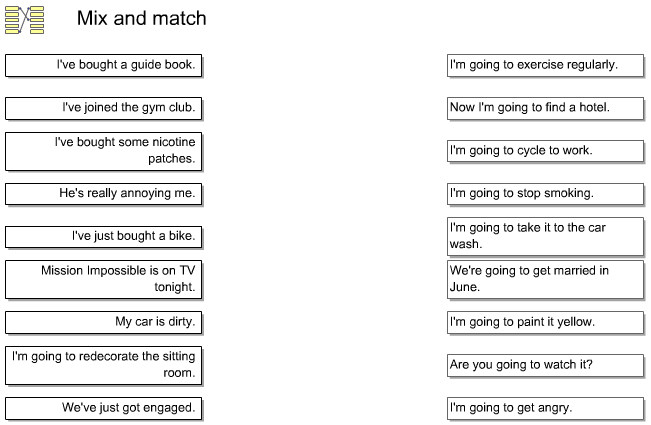 Mix and match
I've bought a guide book.
I'm going to exercise regularly.
I've joined the gym club.
Now I'm going to find a hotel.
I've bought some nicotine
patches.
I'm going to cycle to work.
He's really annoying me.
I'm going to stop smoking.
I've just bought a bike.
I'm going to take it to the car
wash.
Mission Impossible is on TV
tonight.
We're going to get married in
June.
My car is dirty.
I'm going to paint it yellow.
I'm going to redecorate the sitting
room.
Are you going to watch it?
We've just got engaged.
I'm going to get angry.